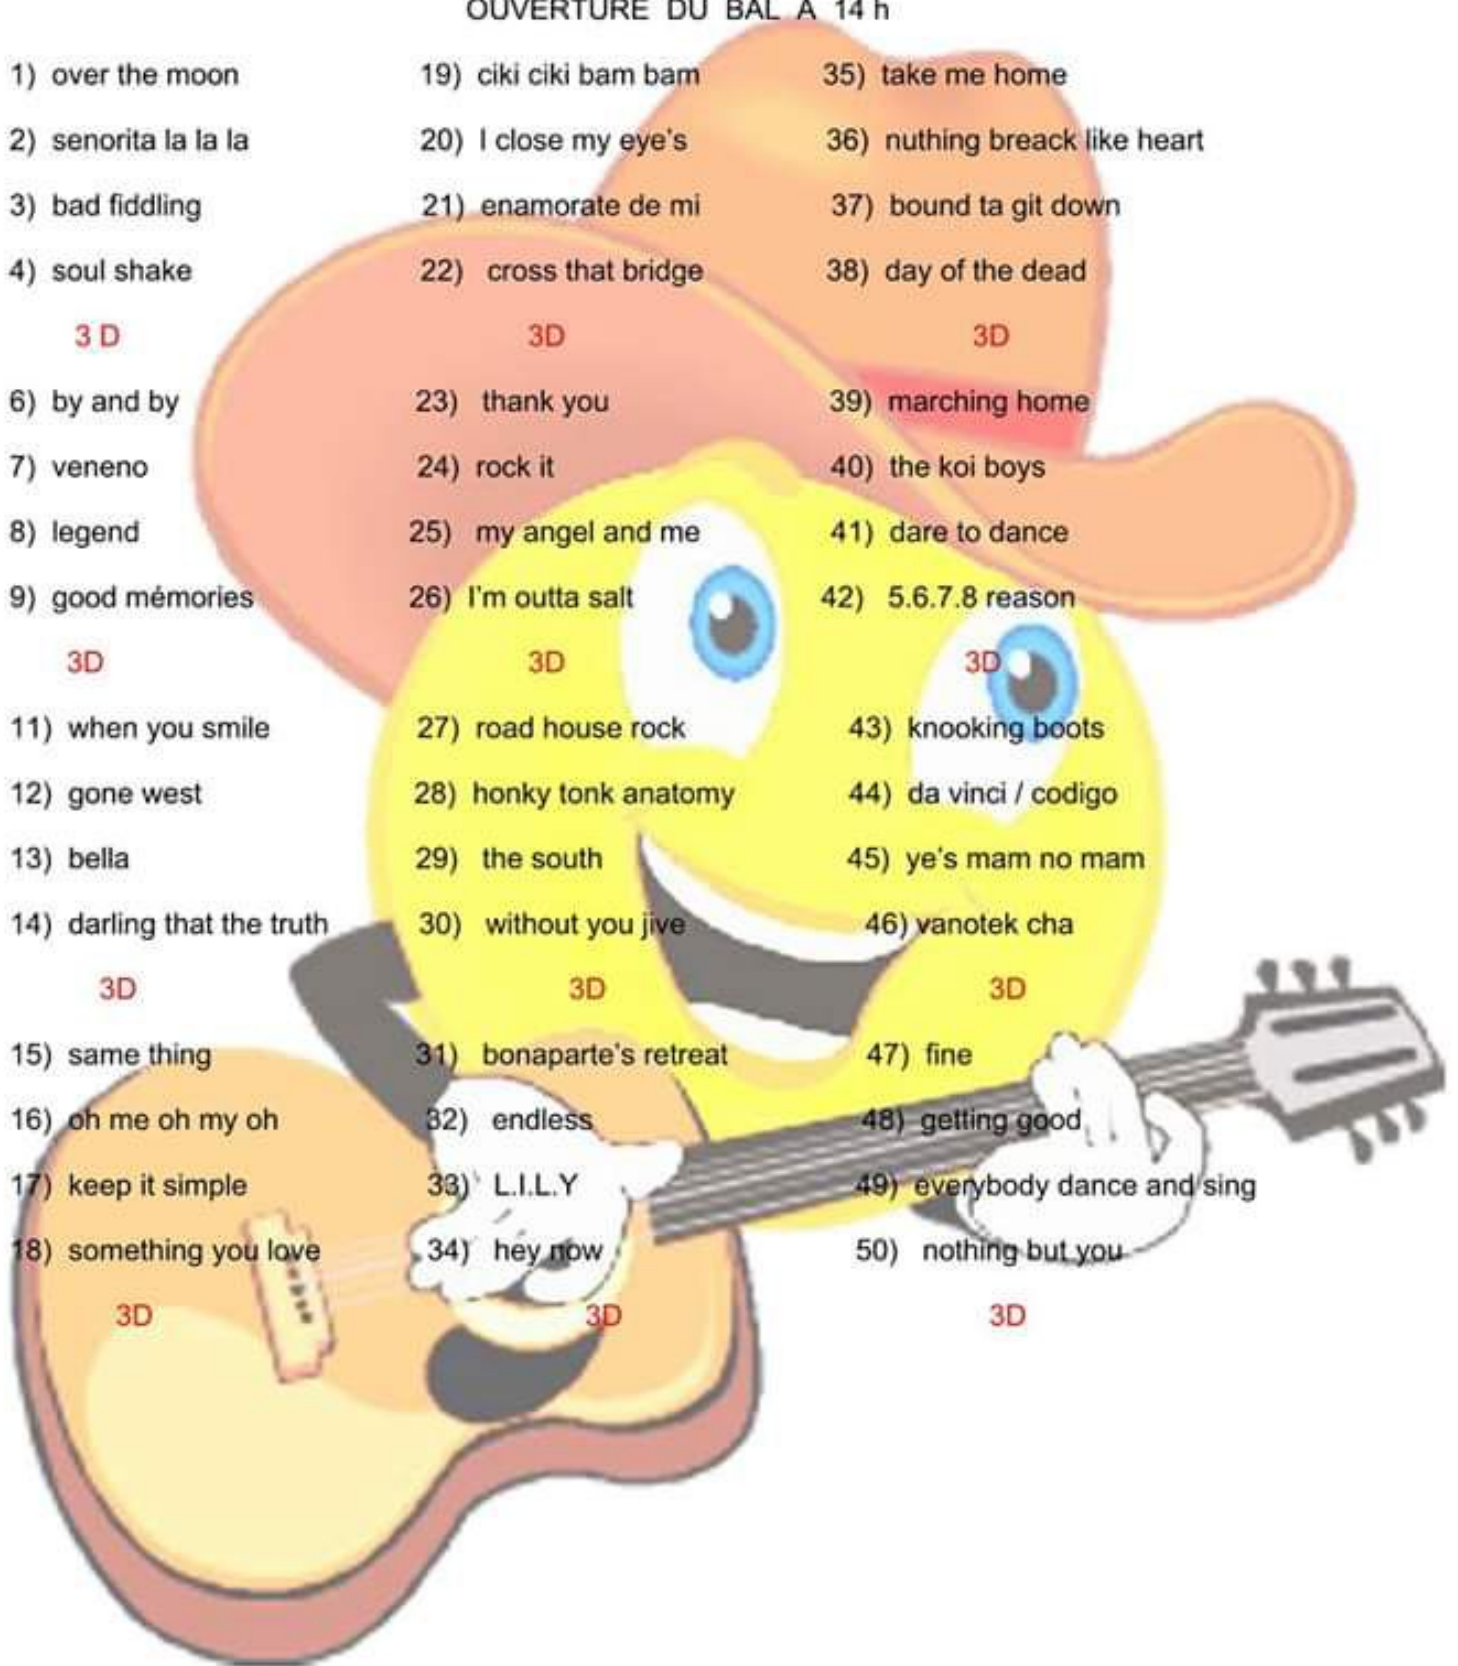 OUVERTURE DU BAL A 14 h
1) over the moon
2) senorita la la la
3) bad fiddling
4) soul shake
3 D
6) by and by
7) veneno
8) legend
9) good mémories
3D
11) when you smile
12) gone west
13) bella
14) darling that the truth
3D
15) same thing
16) oh me oh my oh
17) keep it simple
18) something you love
3D
19) ciki ciki bam bam
20) I close my eye's
21) enamorate de mi
22) cross that bridge
3D
23) thank you
24) rock it
25) my angel and me
26) I'm outta salt
3D
27) road house rock
28) honky tonk anatomy
29) the south
30) without you jive
3D
31) bonaparte's retreat
32) endless
33) L.I.L.Y
34) hey now
3D
35) take me home
36) nuthing breack like heart
37) bound ta git down
38) day of the dead
3D
39) marching home
40) the koi boys
41) dare to dance
42) 5.6.7.8 reason
3D
43) knooking boots
44) da vinci / codigo
45) ye's mam no mam
46) vanotek cha
3D
47) fine
48) getting good
49) everybody dance and sing
50) nothing but you
3D